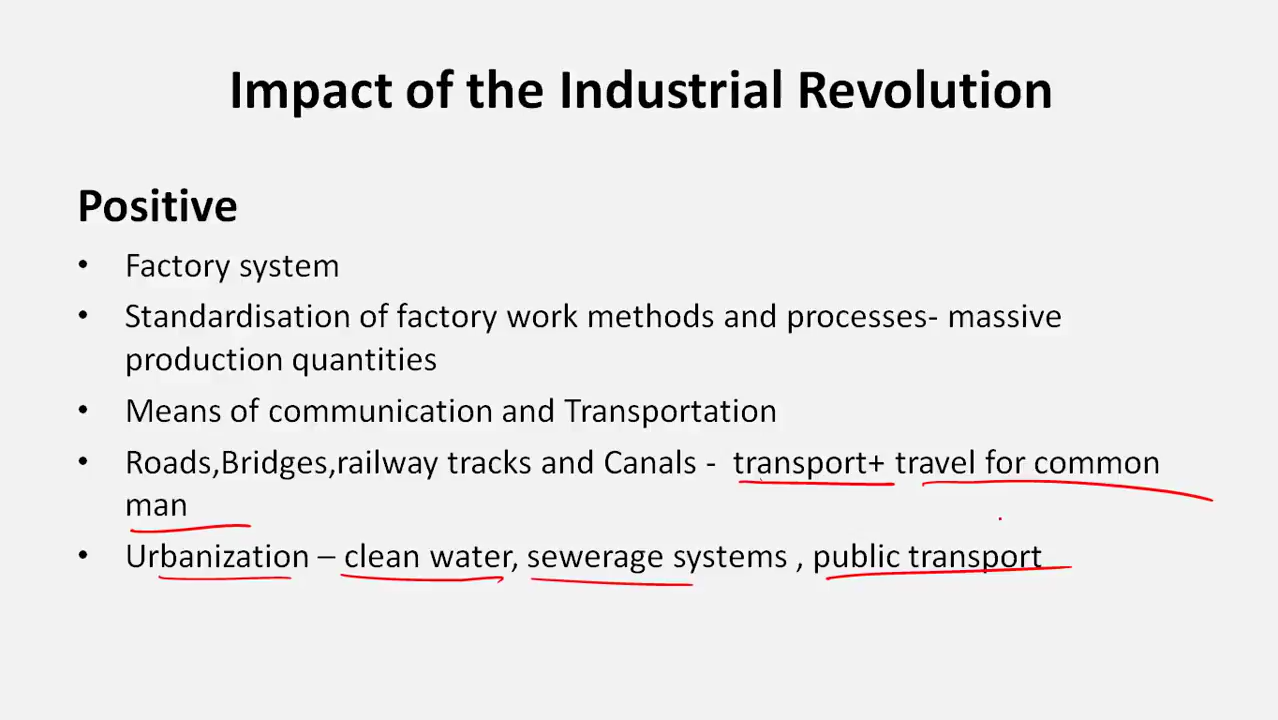 Impact of the Industrial Revolution
Positive
• Factory system
• Standardisation of factory work methods and processes- massive
production quantities
• Means of communication and Transportation
• Roads,Bridges,railway tracks and Canals - transport+ travel for common
man
• Urbanization – clean water, sewerage systems , public transport